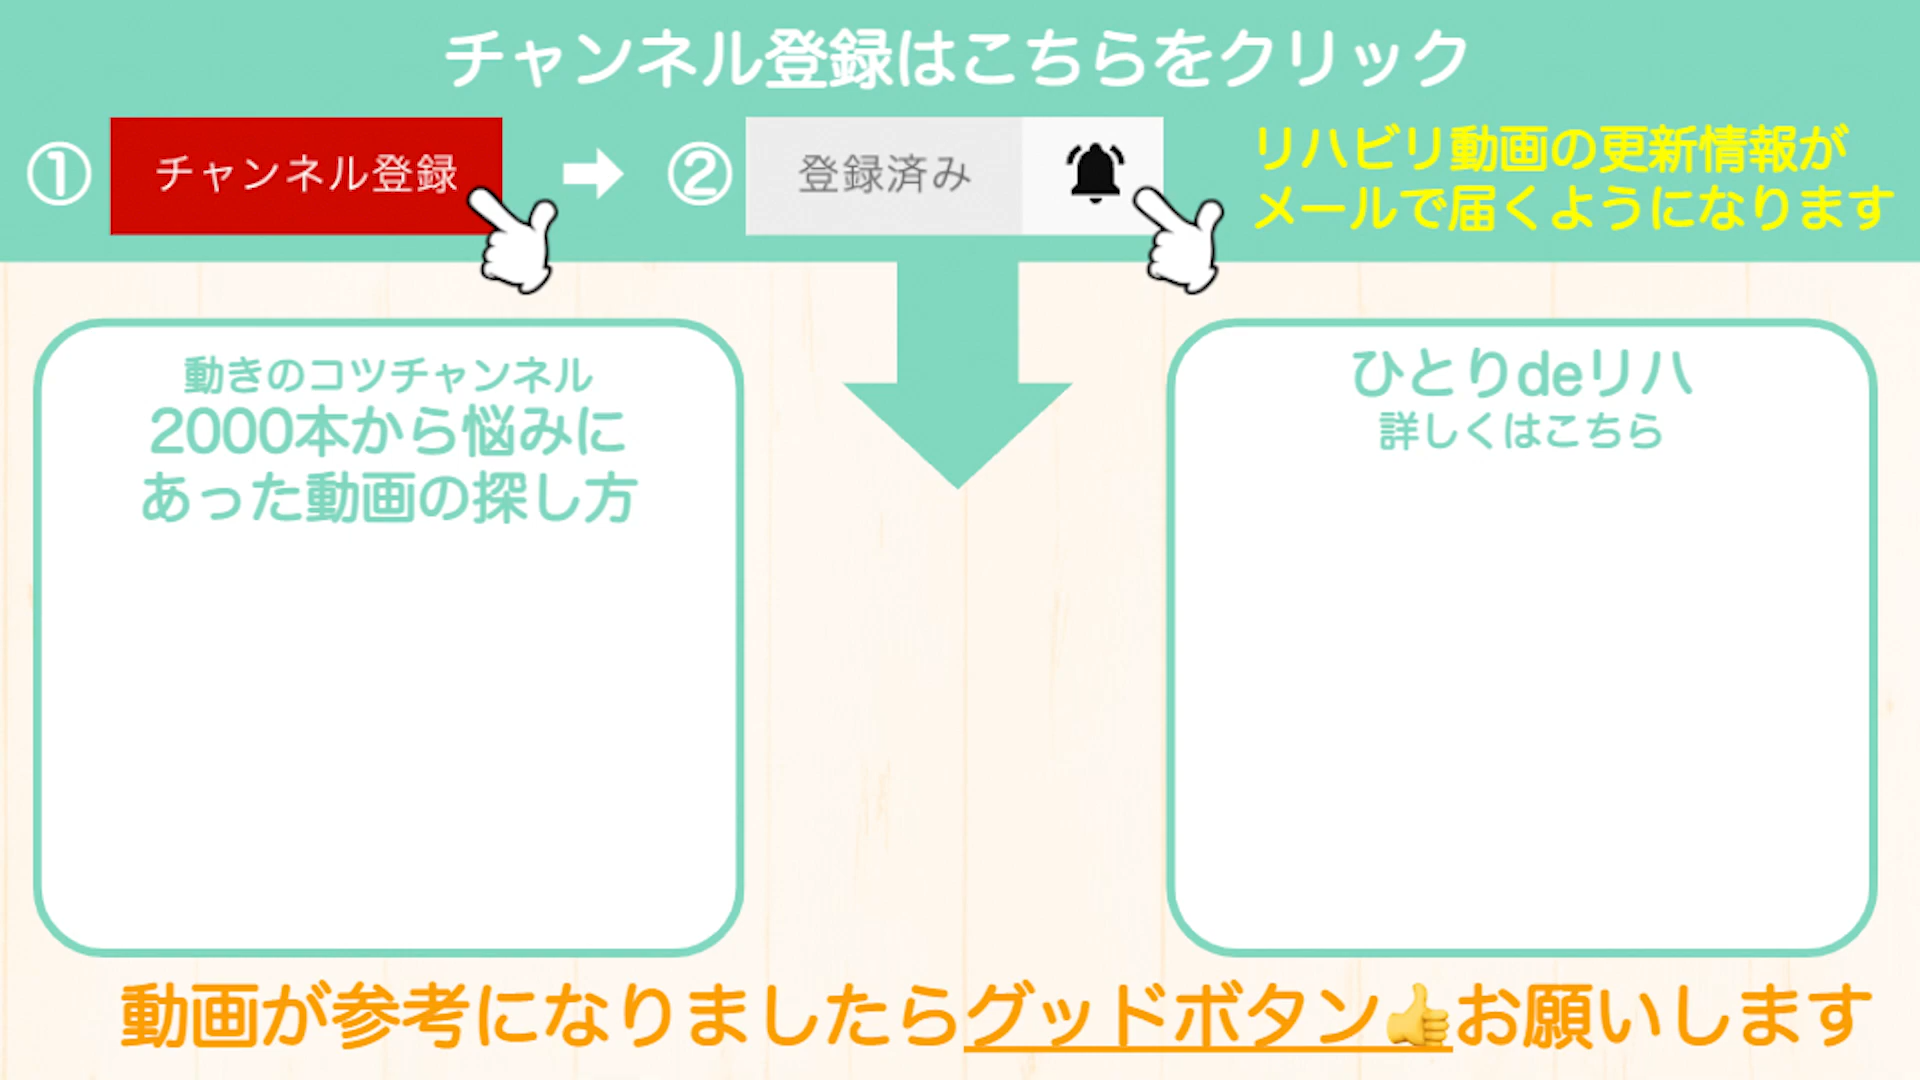 チャンネル登録はこちらをクリック
① チャンネル登録 ➡ ② 登録済み
リハビリ動画の更新情報が
メールで届くようになります
動きのコツチャンネル
2000本から悩みに
あった動画の探し方
ひとりdeリハ
詳しくはこちら
動画が参考になりましたらグッドボタン👍お願いします